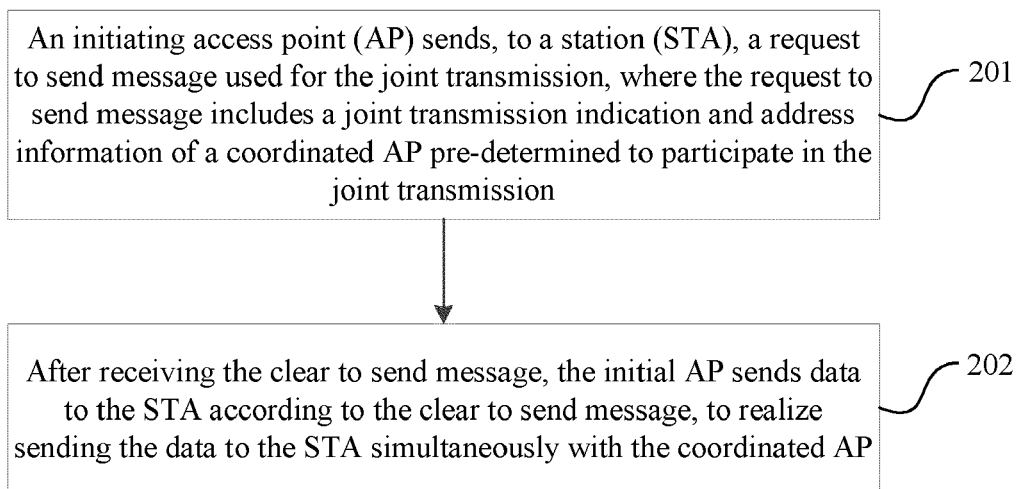 An initiating access point (AP) sends, to a station (STA), a request
to send message used for the joint transmission, where the request to
send message includes a joint transmission indication and address
information of a coordinated AP pre-determined to participate in the
joint transmission
201
After receiving the clear to send message, the initial AP sends data
to the STA according to the clear to send message, to realize
sending the data to the STA simultaneously with the coordinated AP
202